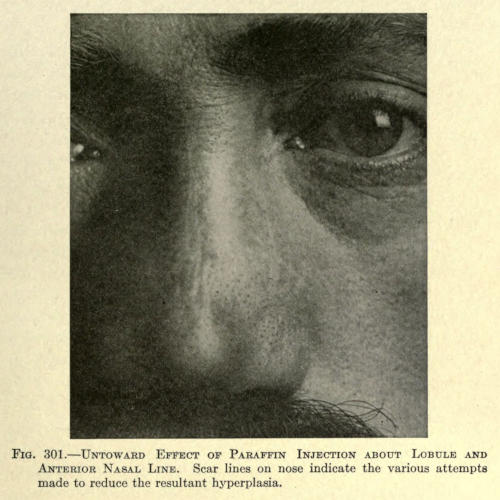 Fig. 301.—Untoward Effect of Paraffin Injection about Lobule and
Anterior Nasal Line. Scar lines on nose indicate the various attempts
made to reduce the resultant hyperplasia.